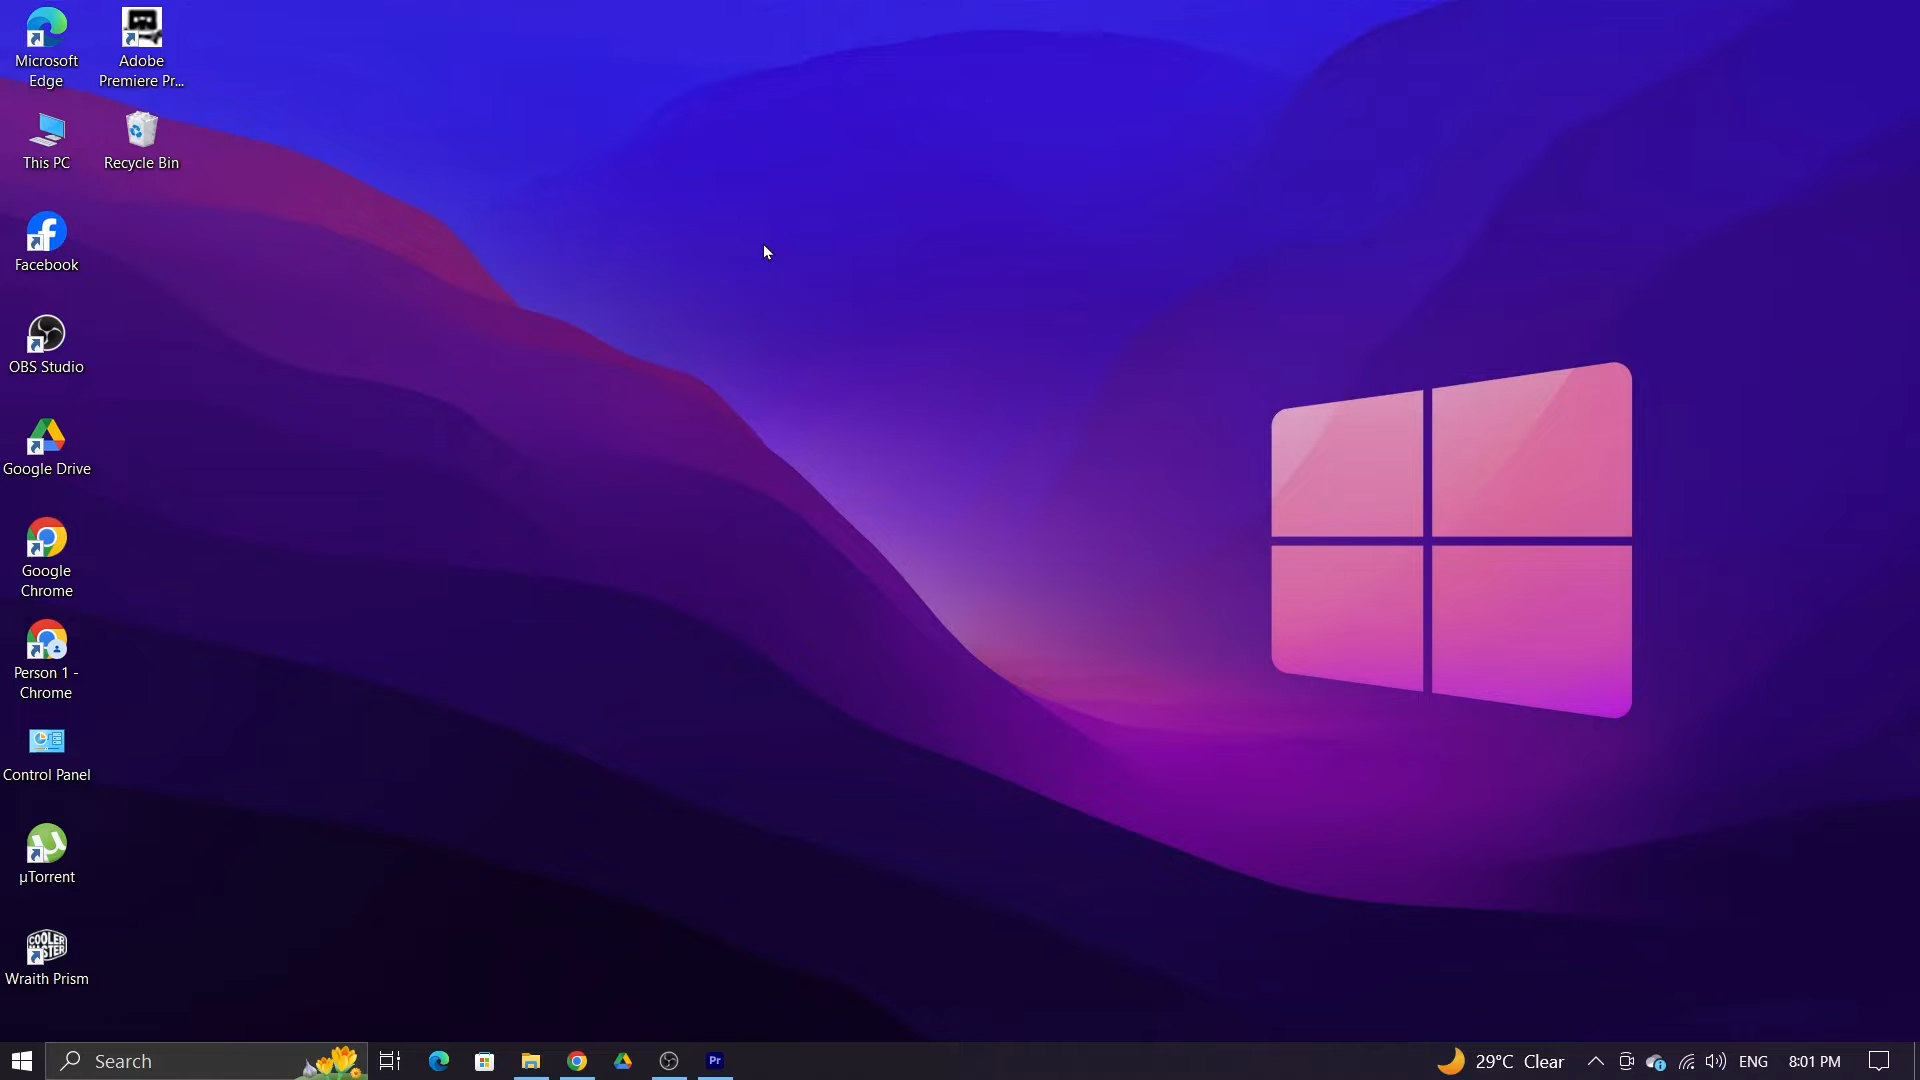 Microsoft
Edge
Adobe
Premiere Pr...
This PC
Recycle Bin
Facebook
OBS Studio
Google Drive
Google
Chrome
Person 1 -
Chrome
Control Panel
µTorrent
COOLER
MASTER
Wraith Prism
Search
Pr
29°C Clear
ENG
8:01 PM